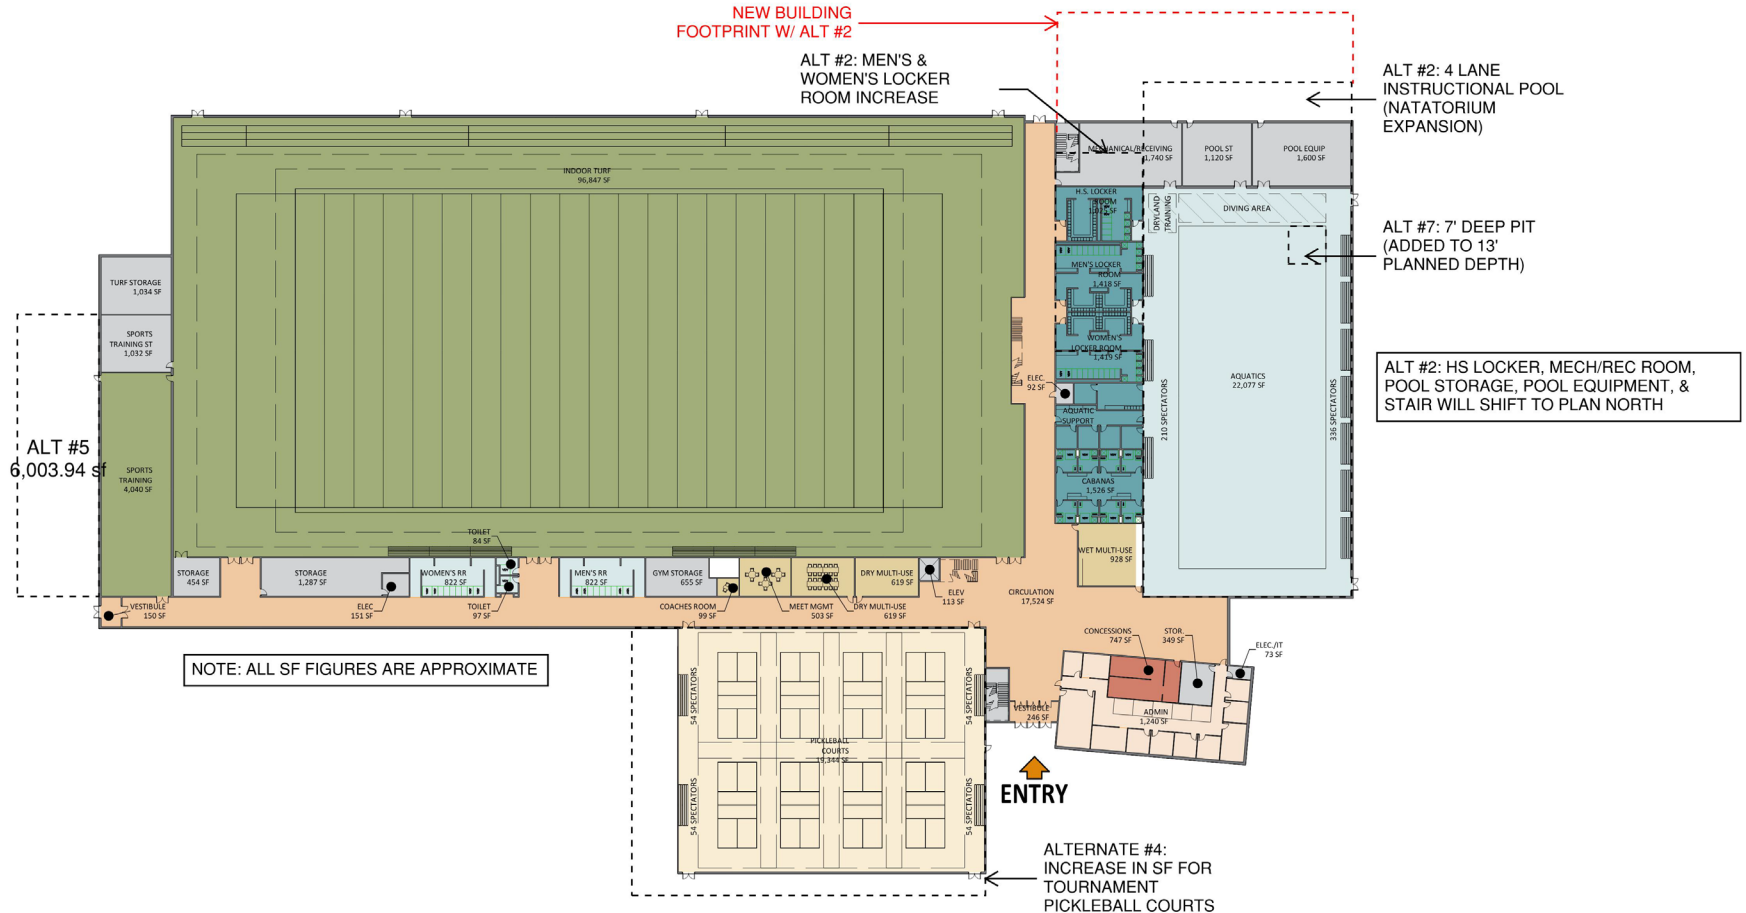 NEW BUILDING
FOOTPRINT W/ ALT #2
ALT #2: MEN'S &
WOMEN'S LOCKER
ROOM INCREASE
ALT #2: 4 LANE
INSTRUCTIONAL POOL
(NATATORIUM
EXPANSION)
MECHANICAL/RECEIVING
1,740 SF
POOL ST
1,120 SF
POOL EQUIP
1,600 SF
INDOOR TURF
96,847 SF
H.S. LOCKER
ROOM
DRYLAND
TRAINING
DIVING AREA
ALT #7: 7' DEEP PIT
(ADDED TO 13'
PLANNED DEPTH)
TURF STORAGE
1,034 SF
MEN'S LOCKER
ROOM
1,418 SF
SPORTS
TRAINING ST
1,032 SF
WOMEN'S
LOCKER ROOM
1,419 SF
ELEC.
92 SF
AQUATICS
22,077 SF
ALT #2: HS LOCKER, MECH/REC ROOM,
POOL STORAGE, POOL EQUIPMENT, &
STAIR WILL SHIFT TO PLAN NORTH
AQUATIC
SUPPORT
210 SPECTATORS
336 SPECTATORS
ALT #5
6,003.94 sf
SPORTS
TRAINING
4,040 SF
CABANAS
1,526 SF
TOILET
84 SF
WET MULTI-USE
928 SF
STORAGE
454 SF
STORAGE
1,287 SF
WOMEN'S RR
822 SF
MEN'S RR
822 SF
GYM STORAGE
655 SF
DRY MULTI-USE
619 SF
VESTIBULE
150 SF
ELEC
151 SF
TOILET
97 SF
COACHES ROOM
99 SF
MEET MGMT
503 SF
DRY MULTI-USE
619 SF
ELEV
113 SF
CIRCULATION
17,524 SF
CONCESSIONS
747 SF
STOR.
349 SF
ELEC./IT
73 SF
NOTE: ALL SF FIGURES ARE APPROXIMATE
54 SPECTATORS
54 SPECTATORS
VESTIBULE
246 SF
ADMIN
1,240 SF
PICKLEBALL
COURTS
19,344 SF
54 SPECTATORS
54 SPECTATORS
ENTRY
ALTERNATE #4:
INCREASE IN SF FOR
TOURNAMENT
PICKLEBALL COURTS